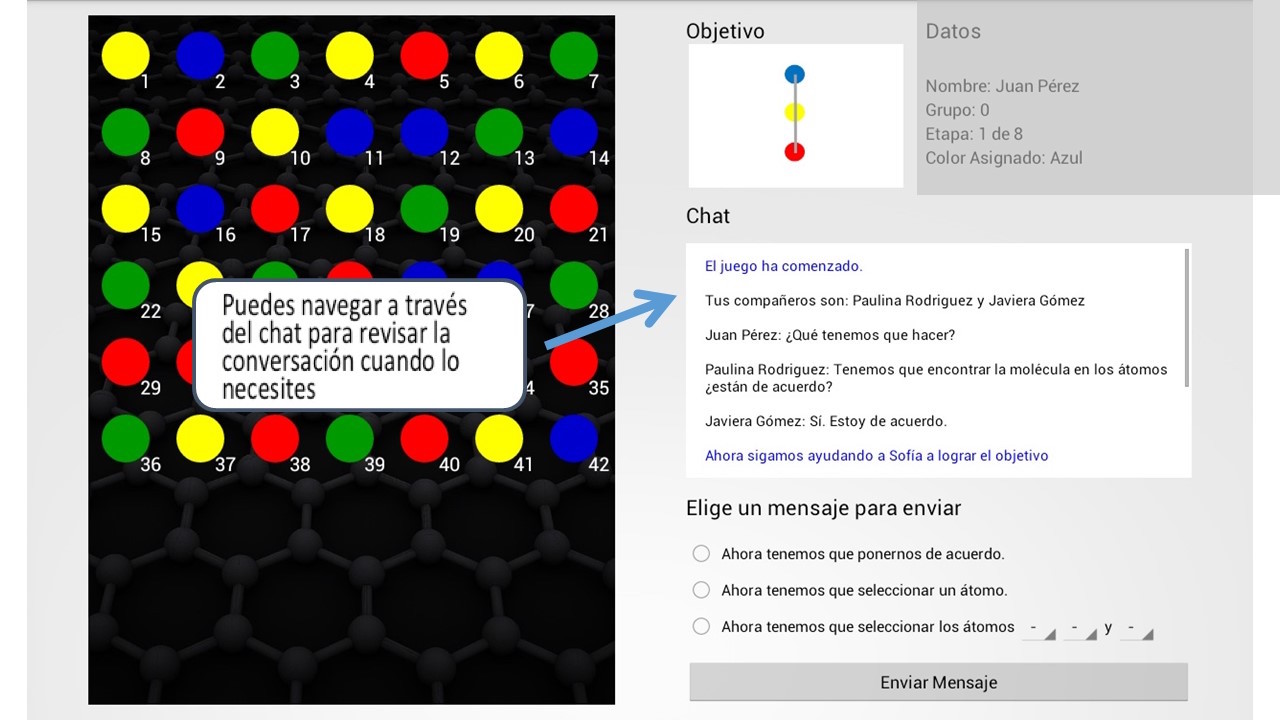 1 2 3 4 5 6 7
8 9 10 11 12 13 14
15 16 17 18 19 20 21
22 7 28
29 4 35
36 37 38 39 40 41 42
Puedes navegar a través
del chat para revisar la
conversación cuando lo
necesites
Objetivo
Datos
Nombre: Juan Pérez
Grupo: 0
Etapa: 1 de 8
Color Asignado: Azul
Chat
El juego ha comenzado.
Tus compañeros son: Paulina Rodriguez y Javiera Gómez
Juan Pérez: ¿Qué tenemos que hacer?
Paulina Rodriguez: Tenemos que encontrar la molécula en los átomos
¿están de acuerdo?
Javiera Gómez: Sí. Estoy de acuerdo.
Ahora sigamos ayudando a Sofía a lograr el objetivo
Elige un mensaje para enviar
Ahora tenemos que ponernos de acuerdo.
Ahora tenemos que seleccionar un átomo.
Ahora tenemos que seleccionar los átomos - - y -
Enviar Mensaje